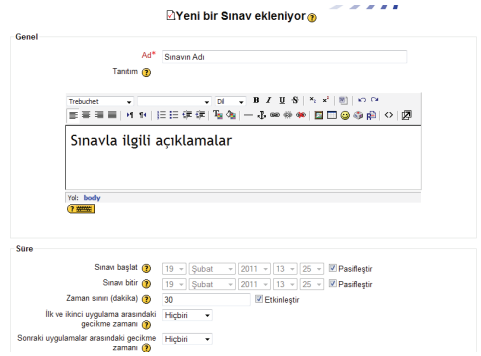 Yeni bir Sınav ekleniyor
Genel
Ad* Sınavın Adı
Tanıtım
Trebuchet Dil B I U S
Sınavla ilgili açıklamalar
Yol: body
Süre
Sınavı başlat 19 Şubat 2011 13 25 Pasifleştir
Sınavı bitir 19 Şubat 2011 13 25 Pasifleştir
Zaman sınırı (dakika) 30 Etkinleştir
İlk ve ikinci uygulama arasındaki
gecikme zamanı Hiçbiri
Sonraki uygulamalar arasındaki gecikme
zamanı Hiçbiri